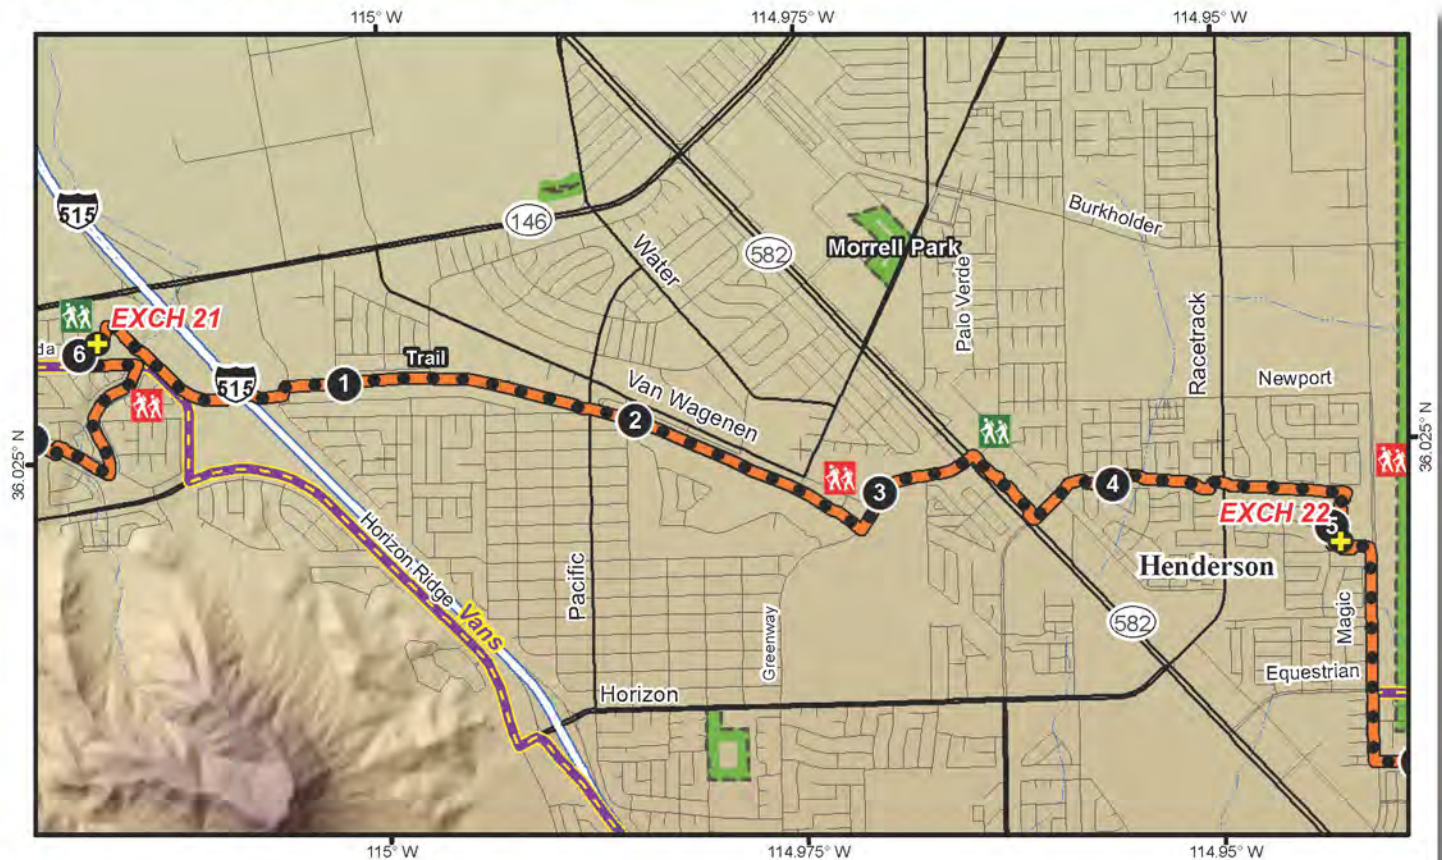 115° W
114.975° W
114.95° W
515
146
Water
582
Morrell Park
Burkholder
Palo Verde
Racetrack
EXCH 21
da
6
515
1
Trail
Newport
2
Van Wagenen
36.025° N
36.025° N
3
4
EXCH 22
5
Henderson
Horizon Ridge
Vans
Pacific
Greenway
582
Magic
Equestrian
Horizon
115° W
114.975° W
114.95° W